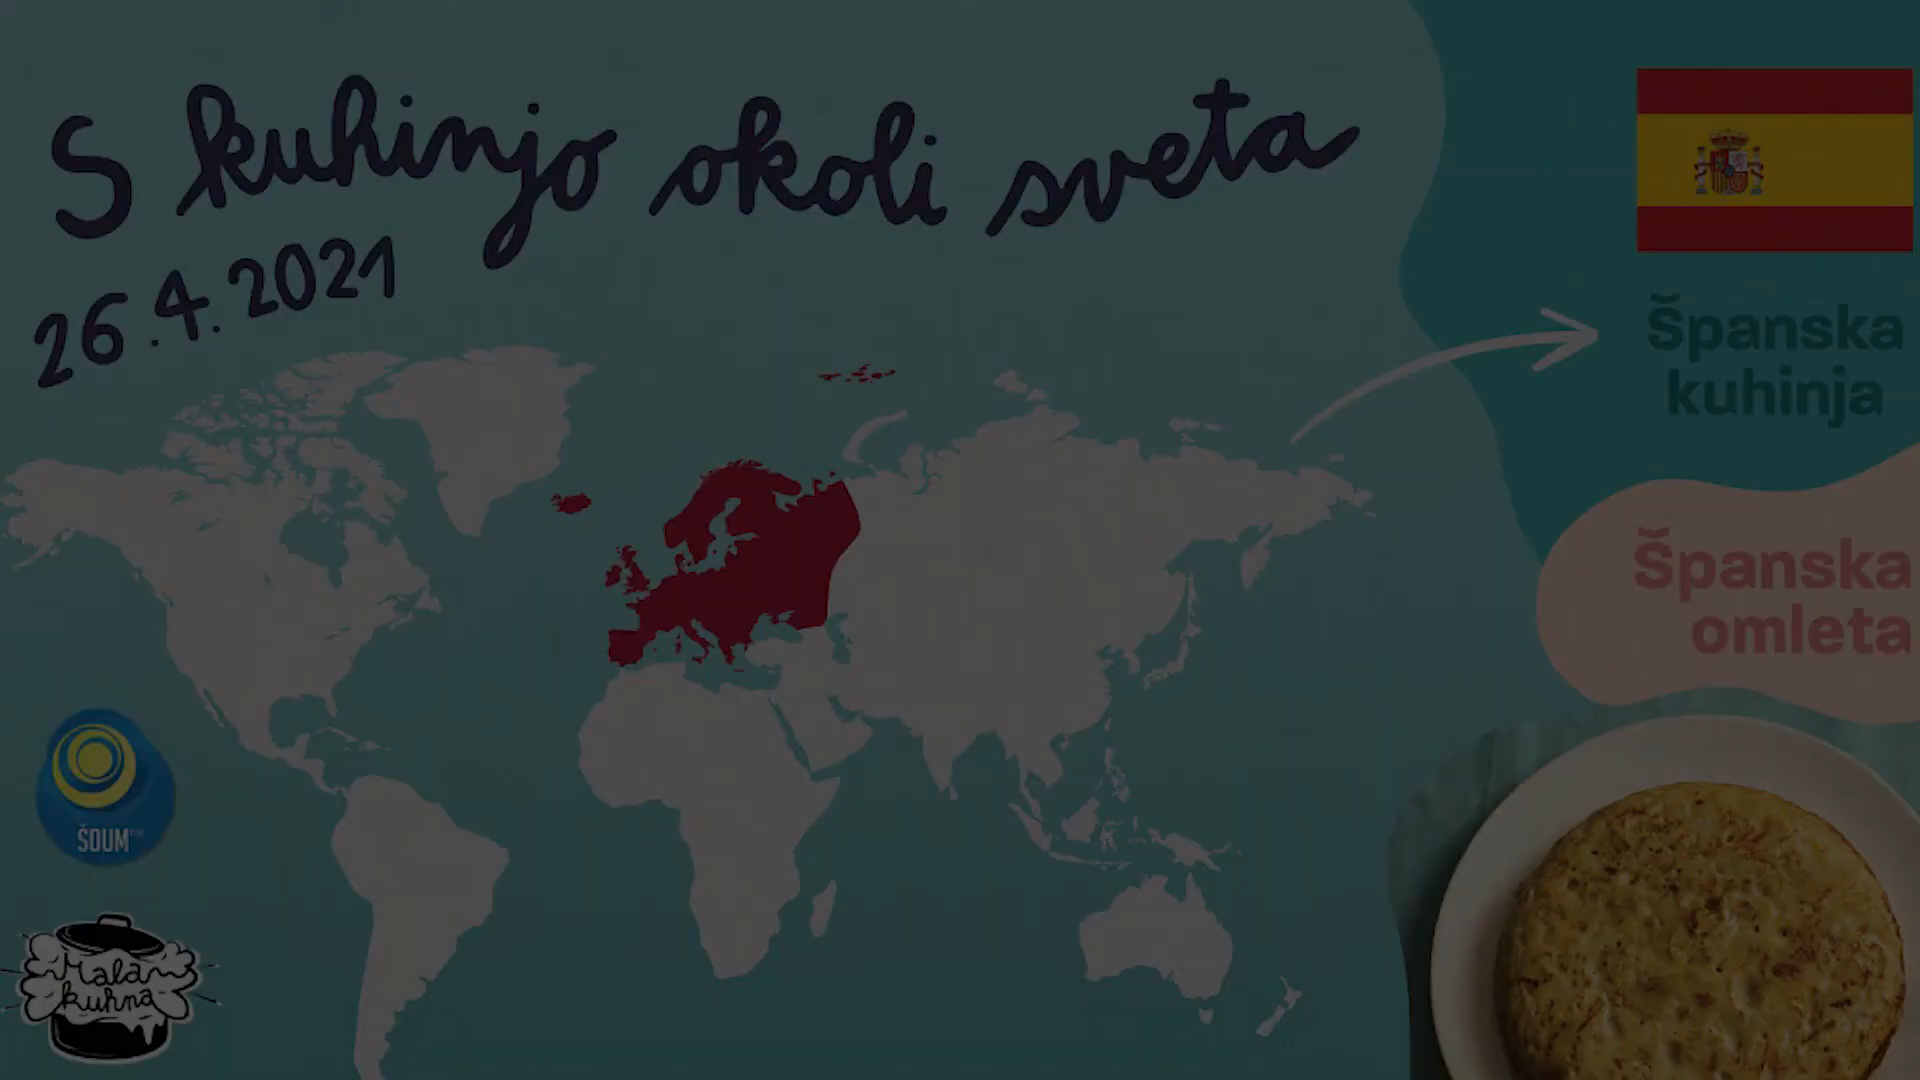 S kuhinjo okoli sveta
26.4.2021
Španska
kuhinja
Španska
omleta
ŠOUM
Mala
kuhna